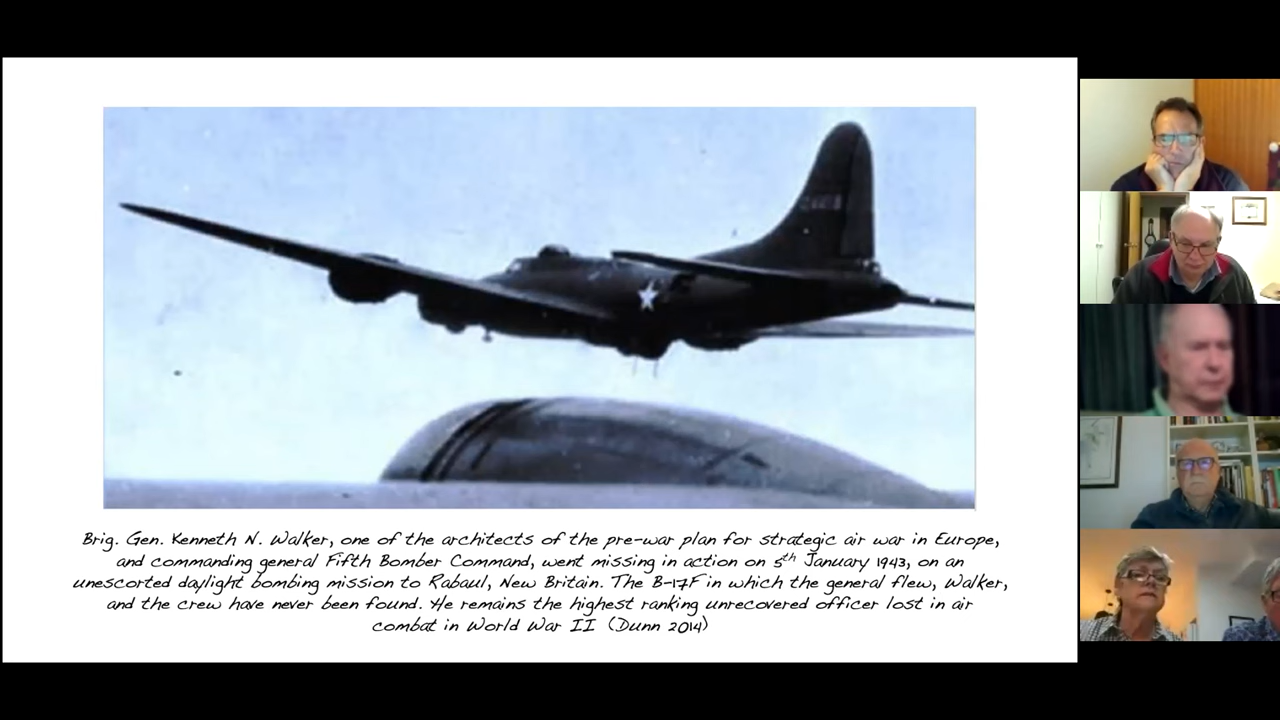 Brig. Gen. Kenneth N. Walker, one of the architects of the pre-war plan for strategic air war in Europe,
and commanding general Fifth Bomber Command, went missing in action on 5th January 1943, on an
unescorted daylight bombing mission to Rabaul, New Britain. The B-17F in which the general flew, Walker,
and the crew have never been found. He remains the highest ranking unrecovered officer lost in air
combat in World War II (Dunn 2014)